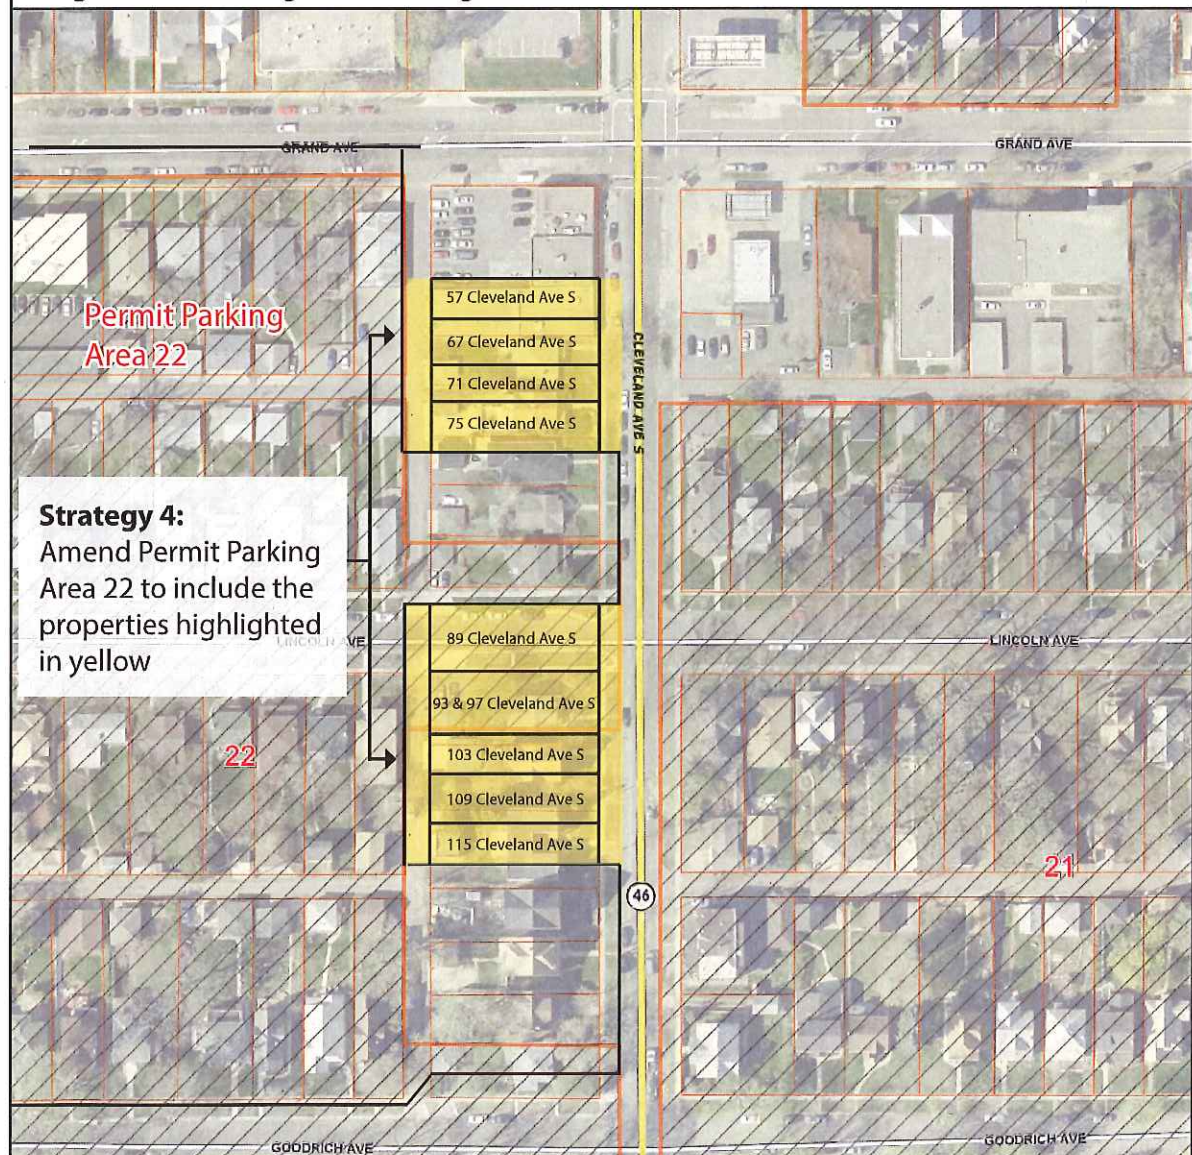 GRAND AVE
GRAND AVE
Permit Parking
Area 22
57 Cleveland Ave S
67 Cleveland Ave S
71 Cleveland Ave S
75 Cleveland Ave S
CLEVELAND AVE S
Strategy 4:
Amend Permit Parking
Area 22 to include the
properties highlighted
in yellow
LINCOLN AVE
89 Cleveland Ave S
LINCOLN AVE
93 & 97 Cleveland Ave S
22
103 Cleveland Ave S
109 Cleveland Ave S
115 Cleveland Ave S
21
46
GOODRICH AVE
GOODRICH AVE